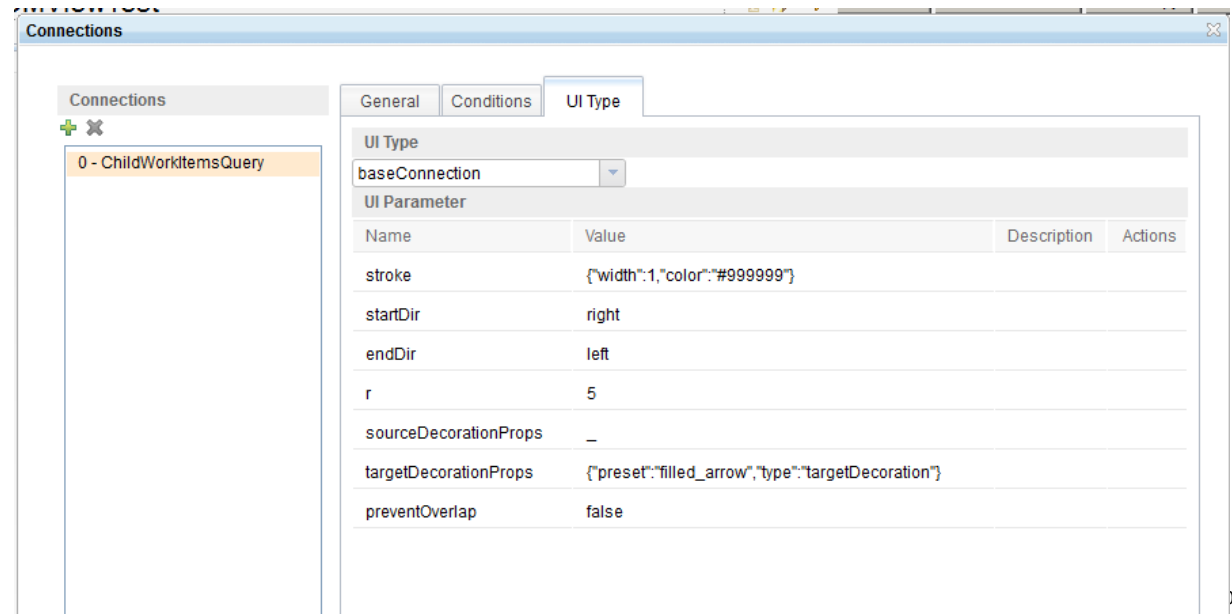 Connections
Connections
General Conditions UI Type
0 - ChildWorkItemsQuery
UI Type
baseConnection
UI Parameter
Name Value Description Actions
stroke {"width":1,"color":"#999999"}
startDir right
endDir left
r 5
sourceDecorationProps _
targetDecorationProps {"preset":"filled_arrow","type":"targetDecoration"}
preventOverlap false